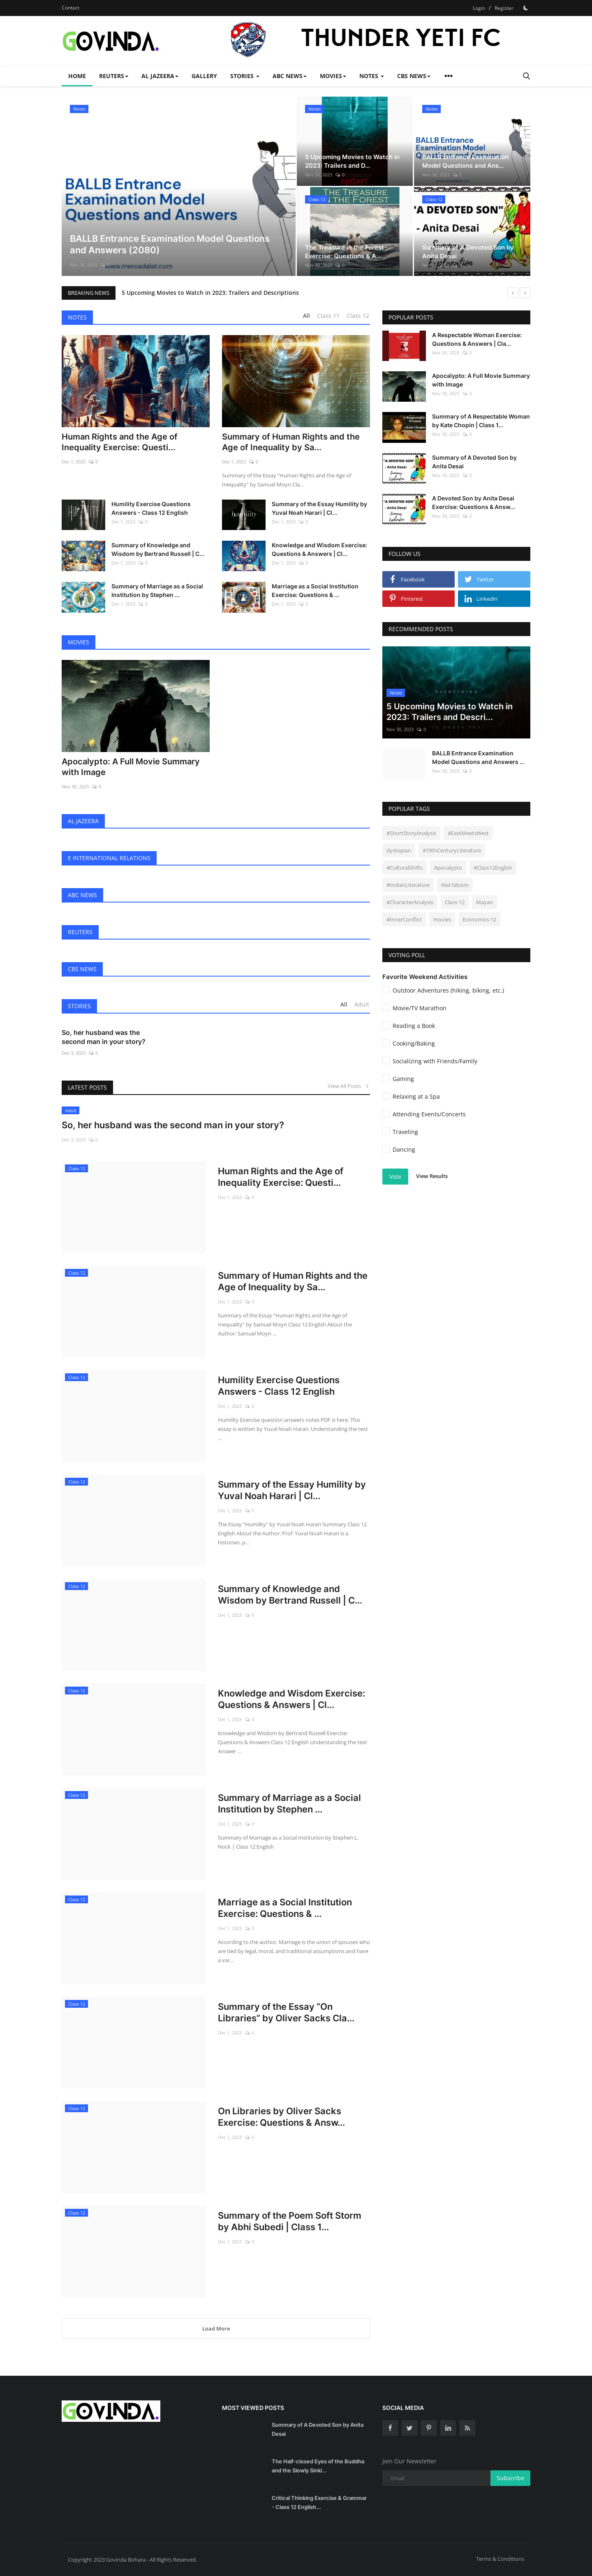 Contact
Login / Register
GOVINDA.
THUNDER YETI FC
HOME REUTERS AL JAZEERA GALLERY STORIES ABC NEWS MOVIES NOTES CBS NEWS
Notes
BALLB Entrance
Examination Model
Questions and Answers
BALLB Entrance Examination Model Questions
and Answers (2080)
Nov 30, 2023
www.meroadalat.com
Notes
5 Upcoming Movies to Watch in
2023: Trailers and D...
Nov 30, 2023 0
Notes
BALLB Entrance
Examination Model
Questions and Answers
BALLB Entrance Examination
Model Questions and Ans...
Nov 30, 2023 0
Class 12
The Treasure
in the Forest
The Treasure in the Forest
Exercise: Questions & A...
Nov 30, 2023 0
Class 12
"A DEVOTED SON"
- Anita Desai
Summary of A Devoted Son by
Anita Desai
Nov 30, 2023 0
BREAKING NEWS 5 Upcoming Movies to Watch in 2023: Trailers and Descriptions
NOTES All Class 11 Class 12
Human Rights and the Age of
Inequality Exercise: Questi...
Dec 1, 2023 0
Summary of Human Rights and the
Age of Inequality by Sa...
Dec 1, 2023 0
Summary of the Essay "Human Rights and the Age of
Inequality" by Samuel Moyn Cla...
Humility Exercise Questions
Answers - Class 12 English
Dec 1, 2023 0
Summary of the Essay Humility by
Yuval Noah Harari | Cl...
Dec 1, 2023 0
Summary of Knowledge and
Wisdom by Bertrand Russell | C...
Dec 1, 2023 0
Knowledge and Wisdom Exercise:
Questions & Answers | Cl...
Dec 1, 2023 0
Summary of Marriage as a Social
Institution by Stephen ...
Dec 1, 2023 0
Marriage as a Social Institution
Exercise: Questions & ...
Dec 1, 2023 0
MOVIES
Apocalypto: A Full Movie Summary
with Image
Nov 30, 2023 0
AL JAZEERA
E INTERNATIONAL RELATIONS
ABC NEWS
REUTERS
CBS NEWS
STORIES All Adult
So, her husband was the
second man in your story?
Dec 3, 2023 0
LATEST POSTS View All Posts
Adult
So, her husband was the second man in your story?
Dec 3, 2023 0
Class 12
Human Rights and the Age of
Inequality Exercise: Questi...
Dec 1, 2023 0
Class 12
Summary of Human Rights and the
Age of Inequality by Sa...
Dec 1, 2023 0
Summary of the Essay "Human Rights and the Age of
Inequality" by Samuel Moyn Class 12 English About the
Author: Samuel Moyn ...
Class 12
Humility Exercise Questions
Answers - Class 12 English
Dec 1, 2023 0
Humility Exercise question answers notes PDF is here. This
essay is written by Yuval Noah Harari. Understanding the text
...
Class 12
Summary of the Essay Humility by
Yuval Noah Harari | Cl...
Dec 1, 2023 0
The Essay "Humility" by Yuval Noah Harari Summary Class 12
English About the Author: Prof. Yuval Noah Harari is a
historian, p...
Class 12
Summary of Knowledge and
Wisdom by Bertrand Russell | C...
Dec 1, 2023 0
Class 12
Knowledge and Wisdom Exercise:
Questions & Answers | Cl...
Dec 1, 2023 0
Knowledge and Wisdom by Bertrand Russell Exercise:
Questions & Answers Class 12 English Understanding the text
Answer ...
Class 12
Summary of Marriage as a Social
Institution by Stephen ...
Dec 1, 2023 0
Summary of Marriage as a Social Institution by Stephen L.
Nock | Class 12 English
Class 12
Marriage as a Social Institution
Exercise: Questions & ...
Dec 1, 2023 0
According to the author, Marriage is the union of spouses who
are tied by legal, moral, and traditional assumptions and have
a var...
Class 12
Summary of the Essay "On
Libraries" by Oliver Sacks Cla...
Dec 1, 2023 0
Class 12
On Libraries by Oliver Sacks
Exercise: Questions & Answ...
Dec 1, 2023 0
Class 12
Summary of the Poem Soft Storm
by Abhi Subedi | Class 1...
Dec 1, 2023 0
Load More
POPULAR POSTS
A Respectable Woman Exercise:
Questions & Answers | Cla...
Nov 30, 2023 0
Apocalypto: A Full Movie Summary
with Image
Nov 30, 2023 0
Summary of A Respectable Woman
by Kate Chopin | Class 1...
Nov 30, 2023 0
Summary of A Devoted Son by
Anita Desai
Nov 30, 2023 0
A Devoted Son by Anita Desai
Exercise: Questions & Answ...
Nov 30, 2023 0
FOLLOW US
Facebook Twitter
Pinterest Linkedin
RECOMMENDED POSTS
Notes
5 Upcoming Movies to Watch in
2023: Trailers and Descri...
Nov 30, 2023 0
BALLB Entrance Examination
Model Questions and Answers ...
Nov 30, 2023 0
POPULAR TAGS
#ShortStoryAnalysis #EastMeetsWest
dystopian #19thCenturyLiterature
#CulturalShifts Apocalypto #Class12English
#IndianLiterature Mel Gibson
#CharacterAnalysis Class-12 Mayan
#InnerConflict movies Economics-12
VOTING POLL
Favorite Weekend Activities
Outdoor Adventures (hiking, biking, etc.)
Movie/TV Marathon
Reading a Book
Cooking/Baking
Socializing with Friends/Family
Gaming
Relaxing at a Spa
Attending Events/Concerts
Traveling
Dancing
Vote View Results
GOVINDA.
MOST VIEWED POSTS
Summary of A Devoted Son by Anita
Desai
The Half-closed Eyes of the Buddha
and the Slowly Sinki...
Critical Thinking Exercise & Grammar
- Class 12 English...
SOCIAL MEDIA
Join Our Newsletter
Email Subscribe
Copyright 2023 Govinda Bohara - All Rights Reserved.
Terms & Conditions